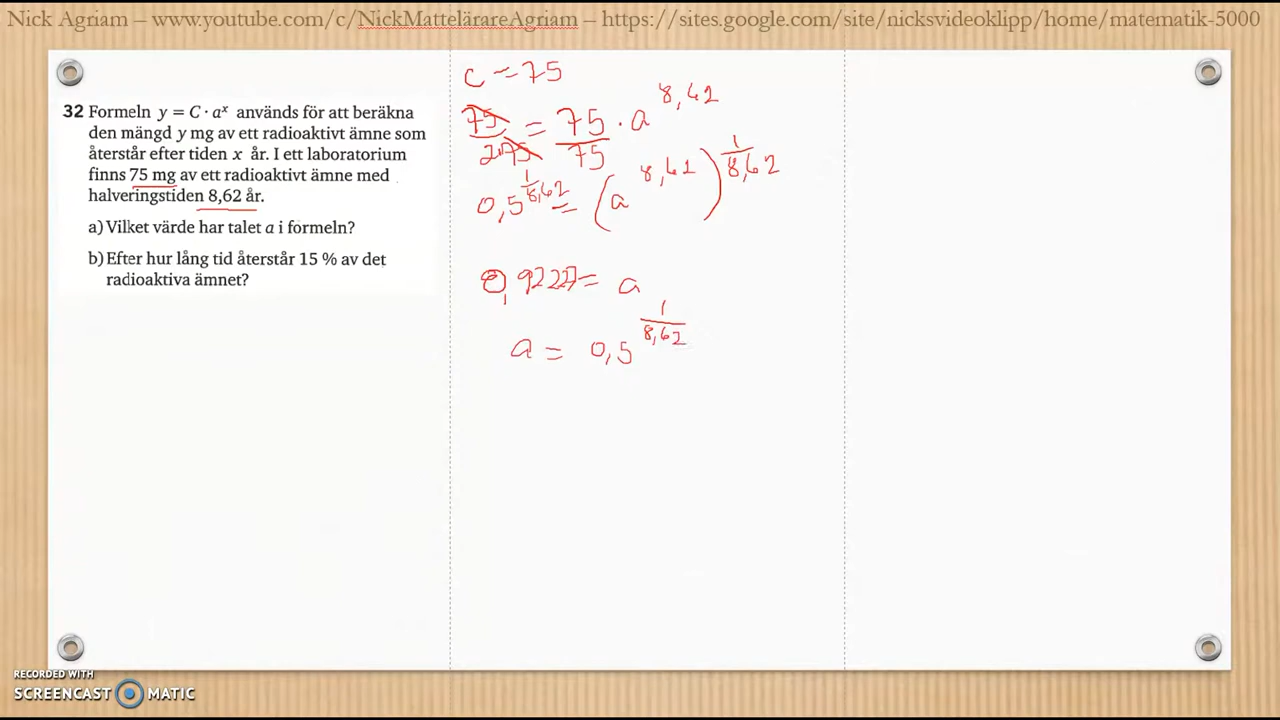 Nick Agriam – www.youtube.com/c/NickMattelärareAgriam – https://sites.google.com/site/nicksvideoklipp/home/matematik-5000
32 Formeln y = C · a^x används för att beräkna
den mängd y mg av ett radioaktivt ämne som
återstår efter tiden x år. I ett laboratorium
finns 75 mg av ett radioaktivt ämne med
halveringstiden 8,62 år.
a) Vilket värde har talet a i formeln?
b) Efter hur lång tid återstår 15 % av det
radioaktiva ämnet?
C = 75
75/2·75 = 75/75 · a^8,62
0,5^1/8,62 = (a^8,62)^1/8,62
0,9227 = a
a = 0,5^1/8,62
RECORDED WITH
SCREENCAST MATIC